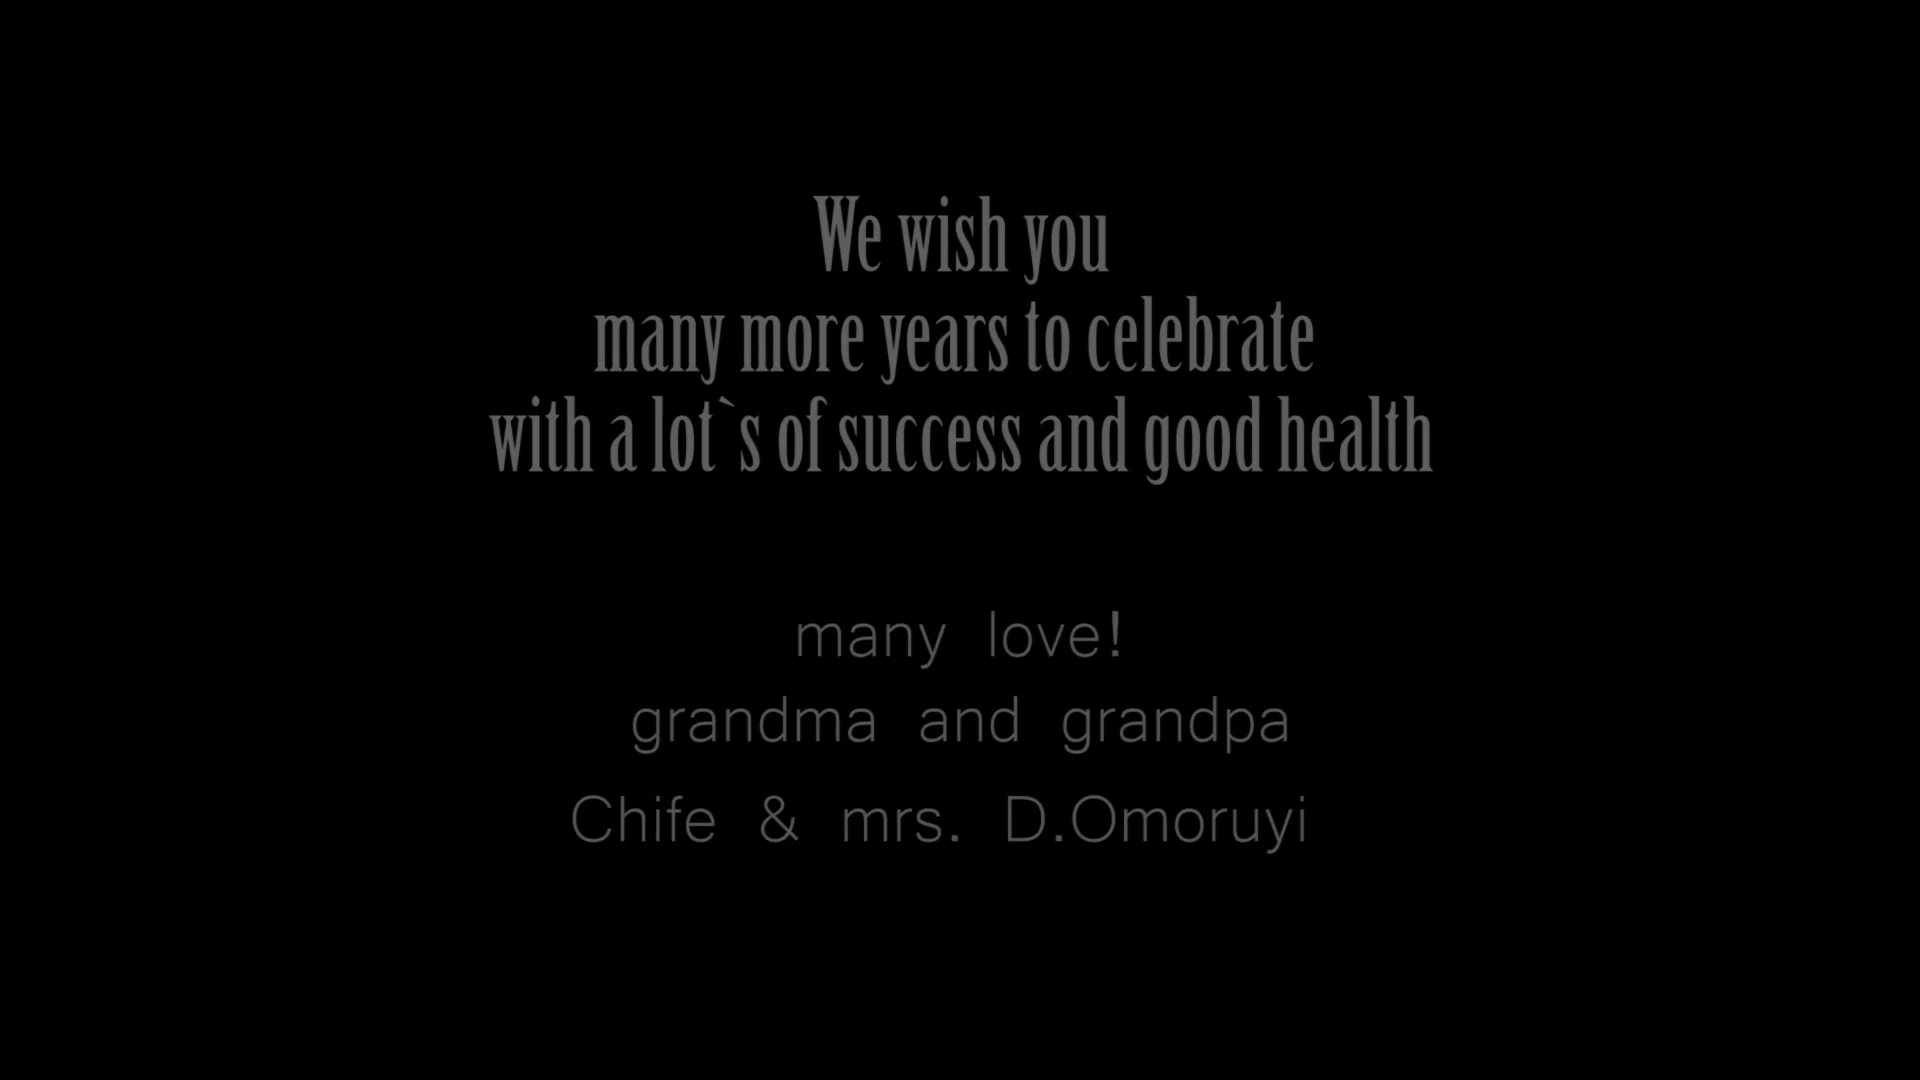 We wish you
many more years to celebrate
with a lot`s of success and good health
many love!
grandma and grandpa
Chife & mrs. D.Omoruyi